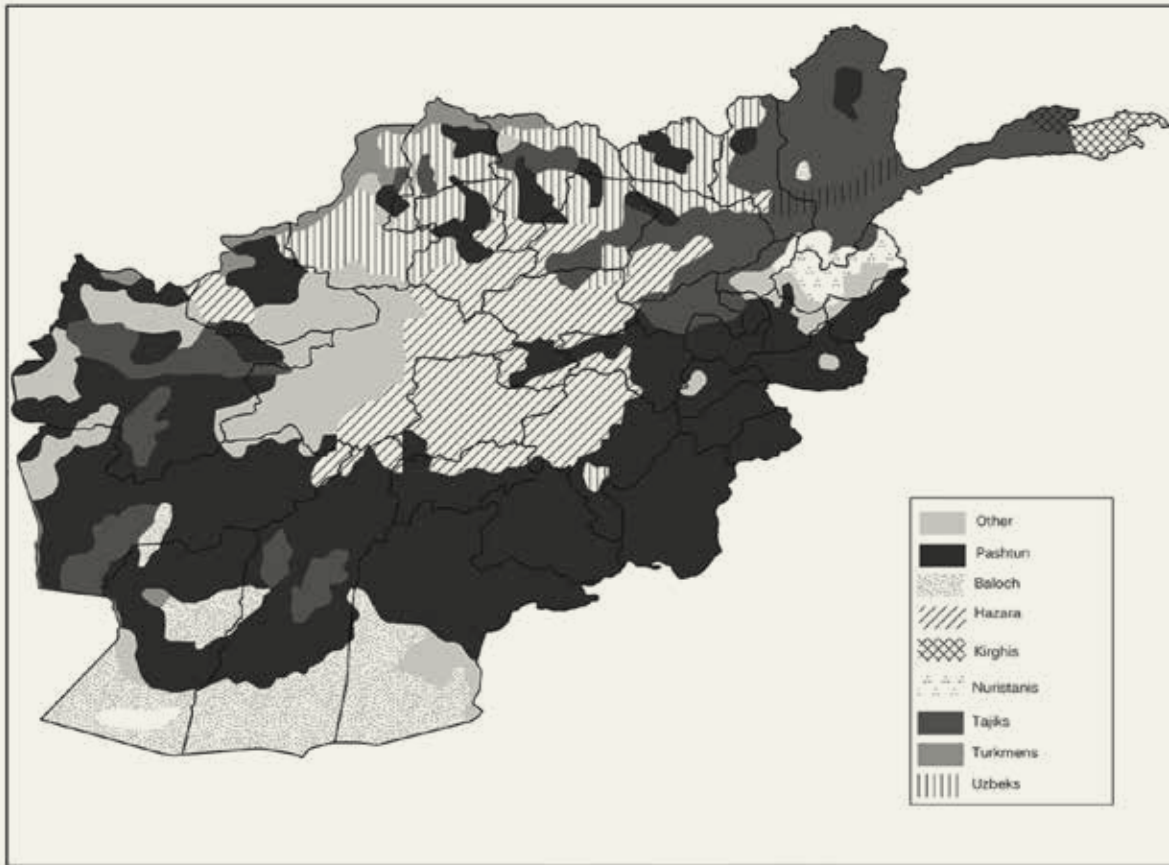 Other
Pashtun
Baloch
Hazara
Kirghis
Nuristanis
Tajiks
Turkmens
Uzbeks